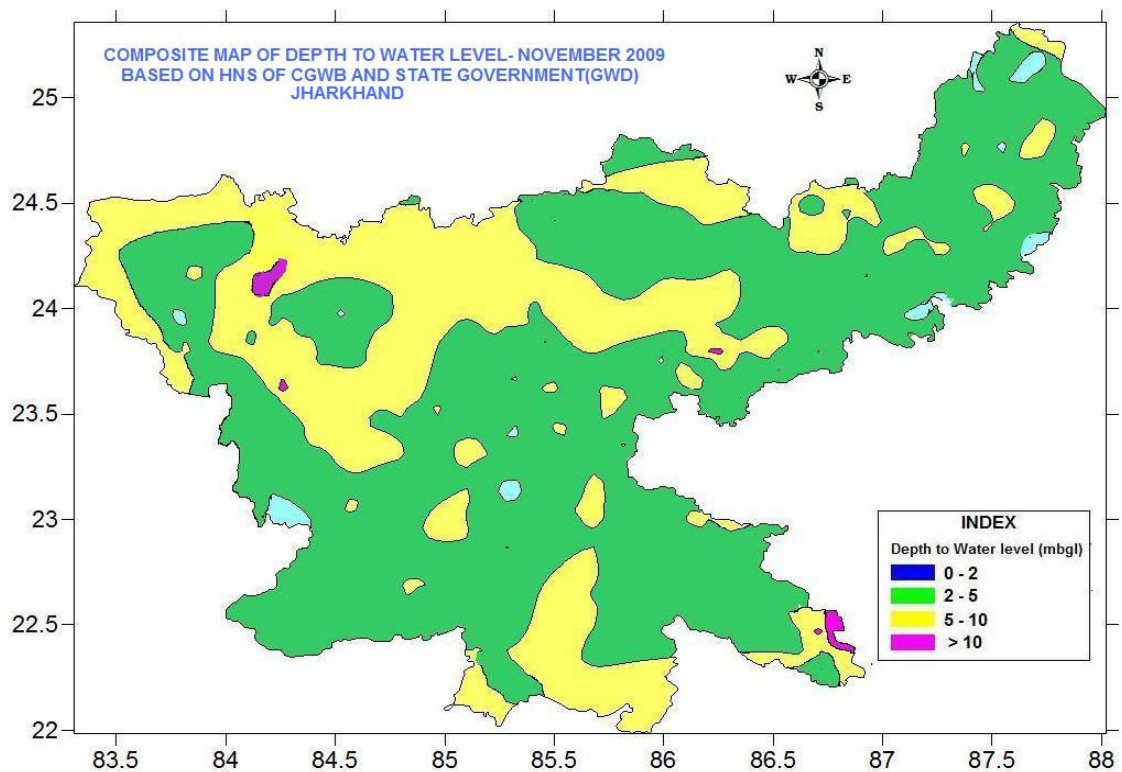 COMPOSITE MAP OF DEPTH TO WATER LEVEL- NOVEMBER 2009
BASED ON HNS OF CGWB AND STATE GOVERNMENT(GWD)
JHARKHAND
N
W E
S
25
24.5
24
23.5
23
22.5
22
INDEX
Depth to Water level (mbgl)
0 - 2
2 - 5
5 - 10
> 10
83.5 84 84.5 85 85.5 86 86.5 87 87.5 88